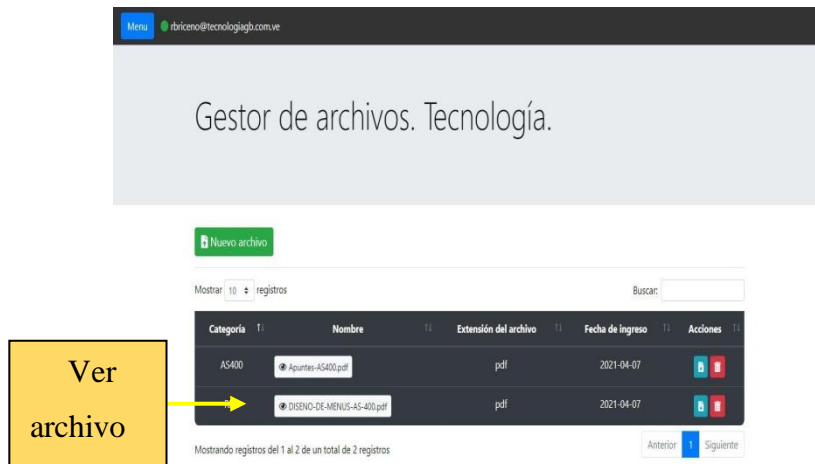 Menu rbriceno@tecnologiagb.com.ve
Gestor de archivos. Tecnología.
Nuevo archivo
Mostrar 10 registros Buscar:
Categoría Nombre Extensión del archivo Fecha de ingreso Acciones
AS400 Apuntes-AS400.pdf pdf 2021-04-07
DISENO-DE-MENUS-AS-400.pdf pdf 2021-04-07
Mostrando registros del 1 al 2 de un total de 2 registros Anterior 1 Siguiente
Ver
archivo